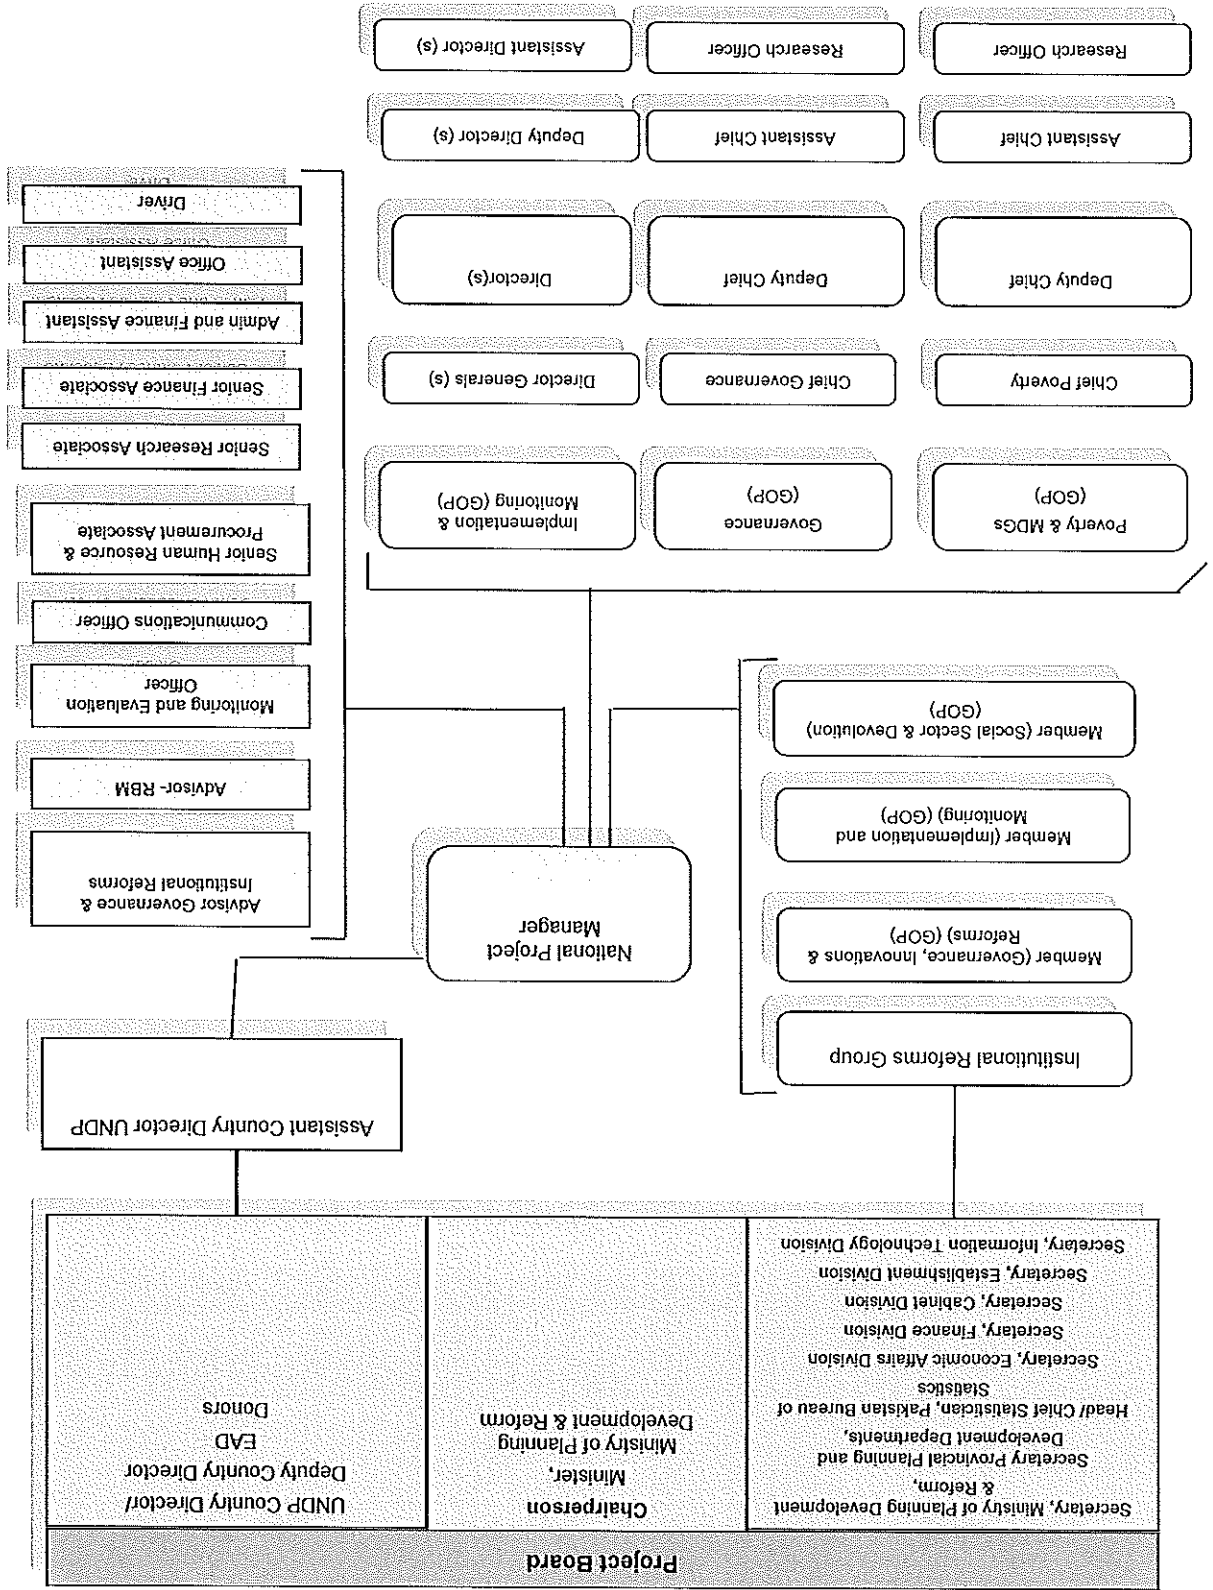 Project Board
Secretary, Ministry of Planning Development
& Reform,
Secretary Provincial Planning and
Development Departments,
Head/ Chief Statistician, Pakistan Bureau of
Statistics
Secretary, Economic Affairs Division
Secretary, Finance Division
Secretary, Cabinet Division
Secretary, Establishment Division
Secretary, Information Technology Division
Chairperson
Minister,
Ministry of Planning
Development & Reform
UNDP Country Director/
Deputy Country Director
EAD
Donors
Assistant Country Director UNDP
Institutional Reforms Group
Member (Governance, Innovations &
Reforms) (GOP)
Member (Implementation and
Monitoring) (GOP)
Member (Social Sector & Devolution)
(GOP)
National Project
Manager
Advisor Governance &
Institutional Reforms
Advisor- RBM
Monitoring and Evaluation
Officer
Communications Officer
Senior Human Resource &
Procurement Associate
Senior Research Associate
Senior Finance Associate
Admin and Finance Assistant
Office Assistant
Driver
Poverty & MDGs
(GOP)
Governance
(GOP)
Implementation &
Monitoring (GOP)
Chief Poverty
Chief Governance
Director Generals (s)
Deputy Chief
Deputy Chief
Director(s)
Assistant Chief
Assistant Chief
Deputy Director (s)
Research Officer
Research Officer
Assistant Director (s)